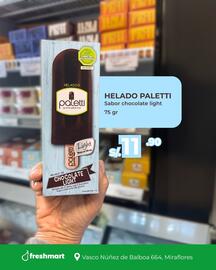 HELADO
paletti
Light
CHOCOLATE
LIGHT
HELADO PALETTI
Sabor chocolate light
75 gr
S/.11.90
freshmart
Vasco Núñez de Balboa 664, Miraflores